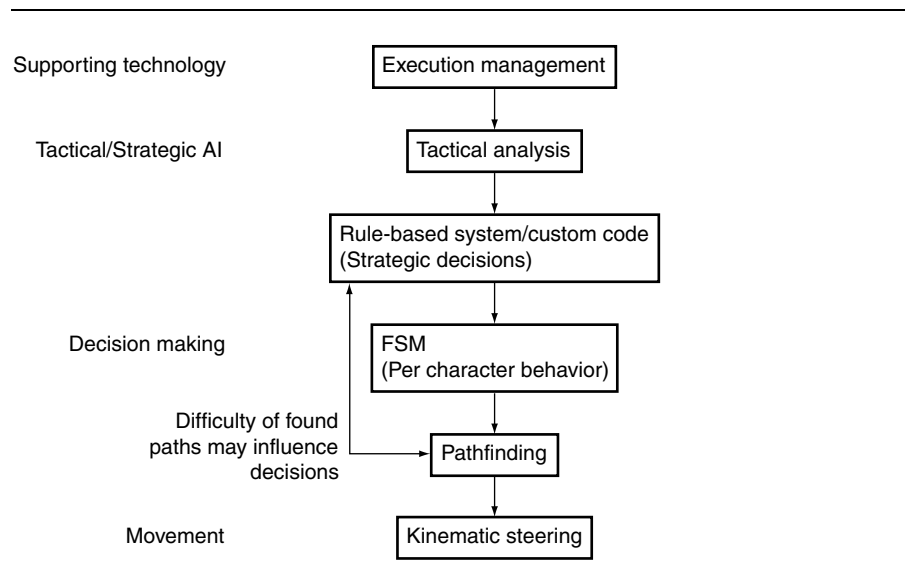 Supporting technology
Execution management
Tactical/Strategic AI
Tactical analysis
Rule-based system/custom code
(Strategic decisions)
Decision making
FSM
(Per character behavior)
Difficulty of found
paths may influence
decisions
Pathfinding
Movement
Kinematic steering